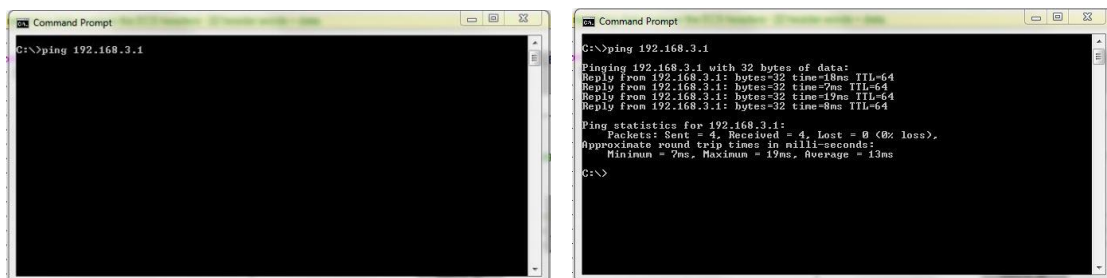 Command Prompt
C:\>ping 192.168.3.1
Command Prompt
C:\>ping 192.168.3.1
Pinging 192.168.3.1 with 32 bytes of data:
Reply from 192.168.3.1: bytes=32 time=18ms TTL=64
Reply from 192.168.3.1: bytes=32 time=7ms TTL=64
Reply from 192.168.3.1: bytes=32 time=19ms TTL=64
Reply from 192.168.3.1: bytes=32 time=8ms TTL=64
Ping statistics for 192.168.3.1:
Packets: Sent = 4, Received = 4, Lost = 0 (0% loss),
Approximate round trip times in milli-seconds:
Minimum = 7ms, Maximum = 19ms, Average = 13ms
C:\>